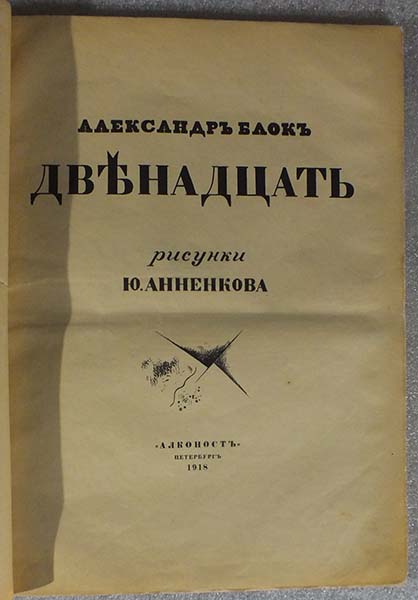 АЛЕКСАНДРЪ БЛОКЪ
ДВѢНАДЦАТЬ
рисунки
Ю. АННЕНКОВА
«АЛКОНОСТЪ»
ПЕТЕРБУРГЪ
1918